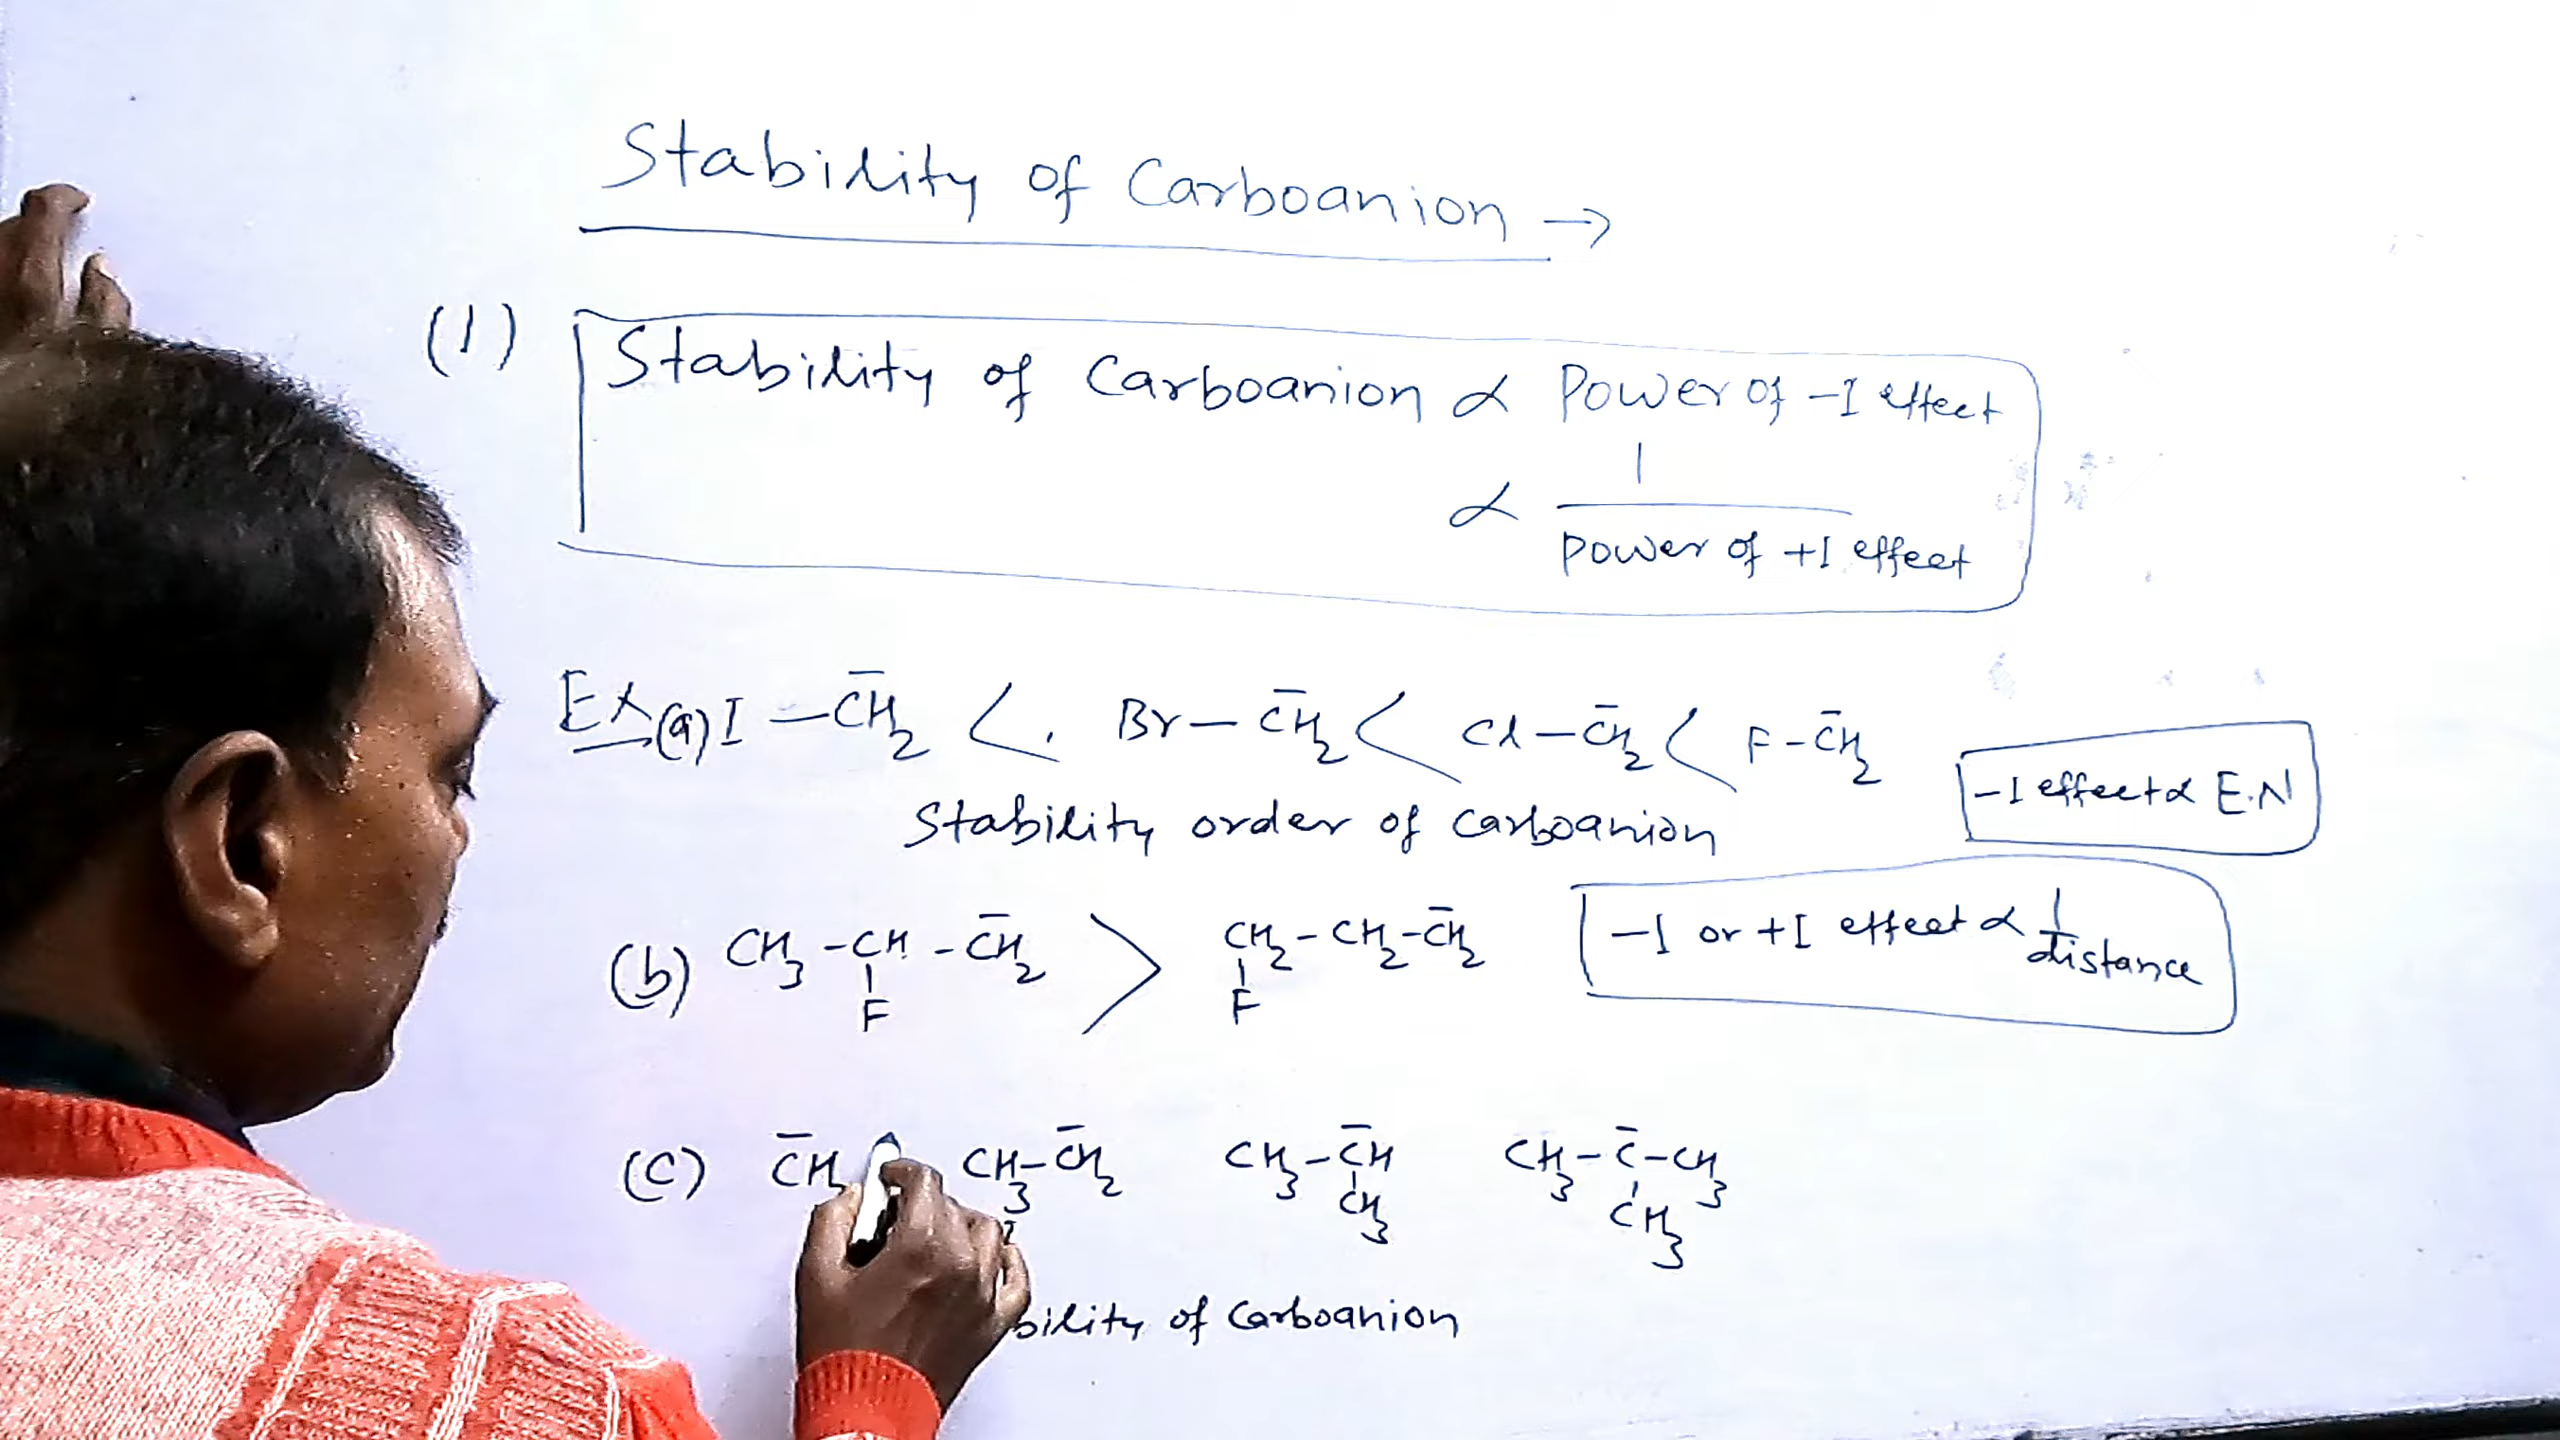 Stability of Carboanion →
(1) Stability of Carboanion ∝ Power of -I effect
∝ 1
Power of +I effect
Ex (a) I — C̄H₂ < . Br — C̄H₂ < Cl — C̄H₂ < F - C̄H₂
-I effect ∝ E.N
Stability order of carboanion
(b) CH₃ - CH - C̄H₂ > CH₂ - CH₂ - C̄H₂
F F
-I or +I effect ∝ 1
distance
(C) C̄H CH₃ - C̄H₂ CH₃ - C̄H CH₃ - C̄ - CH₃
CH₃ CH₃
of Carboanion